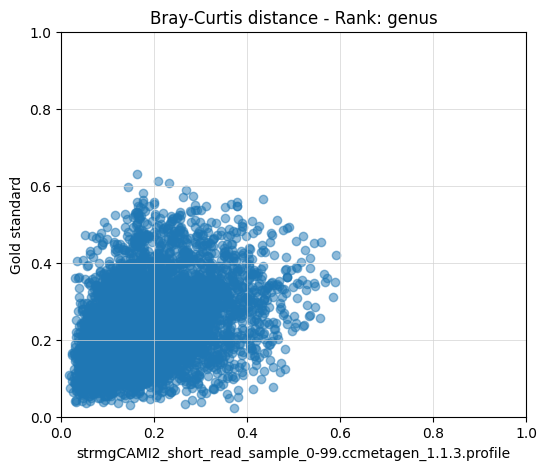 Bray-Curtis distance - Rank: genus
1.0
0.8
0.6
0.4
0.2
0.0
Gold standard
0.0 0.2 0.4 0.6 0.8 1.0
strmgCAMI2_short_read_sample_0-99.ccmetagen_1.1.3.profile